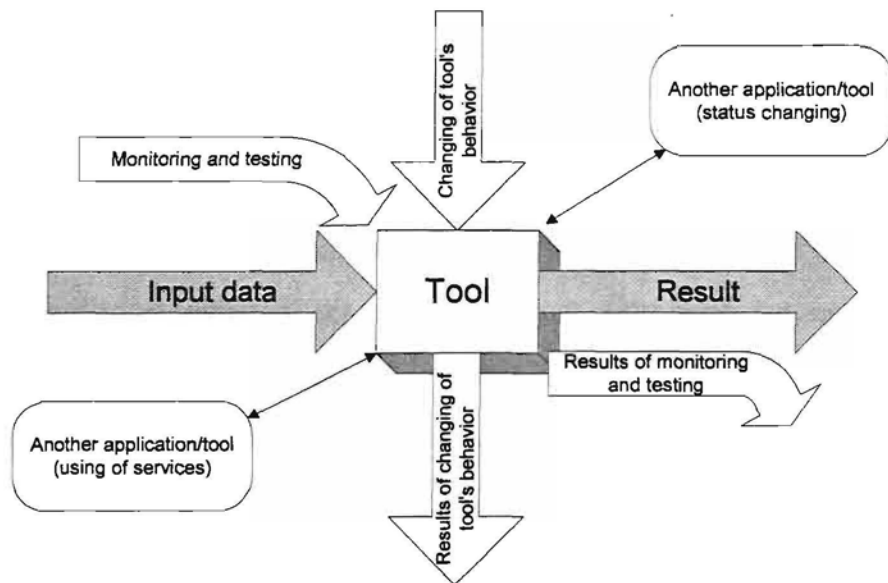 Changing of tool's
behavior
Another application/tool
(status changing)
Monitoring and testing
Input data
Tool
Result
Results of monitoring
and testing
Another application/tool
(using of services)
Results of changing of
tool's behavior